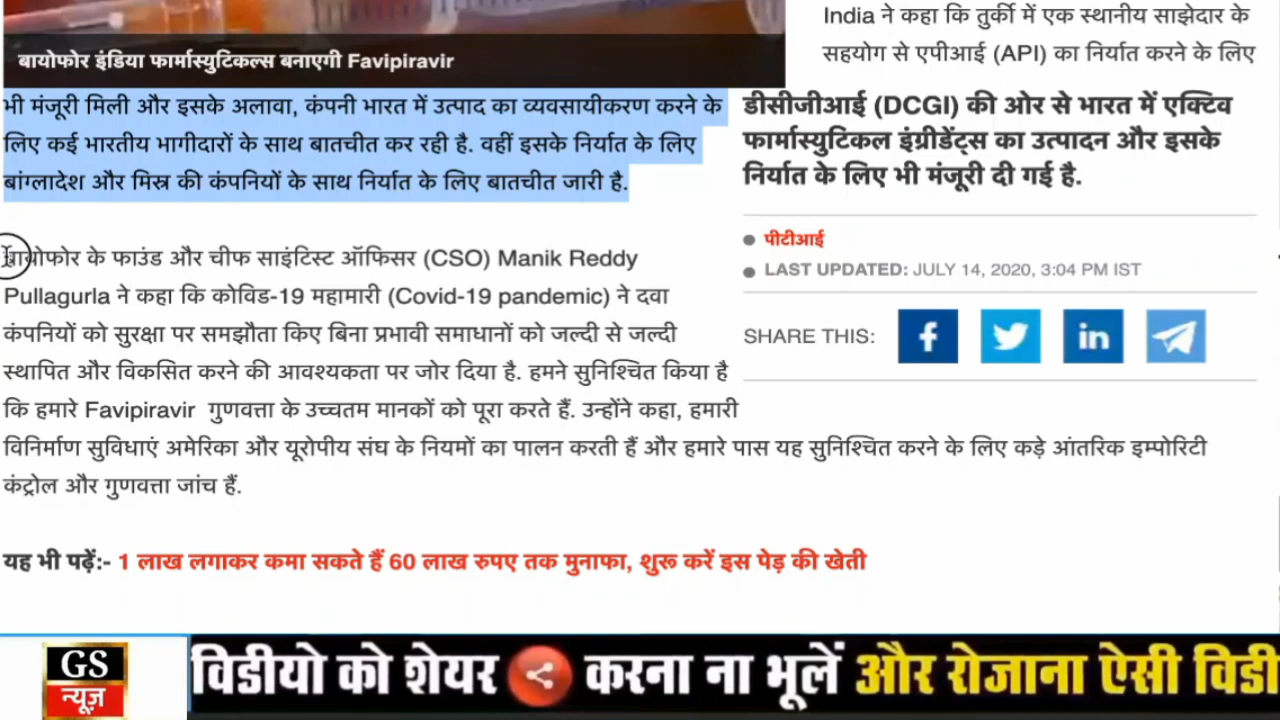 बायोफोर इंडिया फार्मास्युटिकल्स बनाएगी Favipiravir
भी मंजूरी मिली और इसके अलावा, कंपनी भारत में उत्पाद का व्यवसायीकरण करने के
लिए कई भारतीय भागीदारों के साथ बातचीत कर रही है. वहीं इसके निर्यात के लिए
बांग्लादेश और मिस्र की कंपनियों के साथ निर्यात के लिए बातचीत जारी है.
बायोफोर के फाउंड और चीफ साइंटिस्ट ऑफिसर (CSO) Manik Reddy
Pullagurla ने कहा कि कोविड-19 महामारी (Covid-19 pandemic) ने दवा
कंपनियों को सुरक्षा पर समझौता किए बिना प्रभावी समाधानों को जल्दी से जल्दी
स्थापित और विकसित करने की आवश्यकता पर जोर दिया है. हमने सुनिश्चित किया है
कि हमारे Favipiravir गुणवत्ता के उच्चतम मानकों को पूरा करते हैं. उन्होंने कहा, हमारी
विनिर्माण सुविधाएं अमेरिका और यूरोपीय संघ के नियमों का पालन करती हैं और हमारे पास यह सुनिश्चित करने के लिए कड़े आंतरिक इम्पोरिटी
कंट्रोल और गुणवत्ता जांच हैं.
यह भी पढ़ें:- 1 लाख लगाकर कमा सकते हैं 60 लाख रुपए तक मुनाफा, शुरू करें इस पेड़ की खेती
India ने कहा कि तुर्की में एक स्थानीय साझेदार के
सहयोग से एपीआई (API) का निर्यात करने के लिए
डीसीजीआई (DCGI) की ओर से भारत में एक्टिव
फार्मास्युटिकल इंग्रीडेंट्स का उत्पादन और इसके
निर्यात के लिए भी मंजूरी दी गई है.
पीटीआई
LAST UPDATED: JULY 14, 2020, 3:04 PM IST
SHARE THIS:
GS
न्यूज़
विडीयो को शेयर करना ना भूलें और रोजाना ऐसी विडी